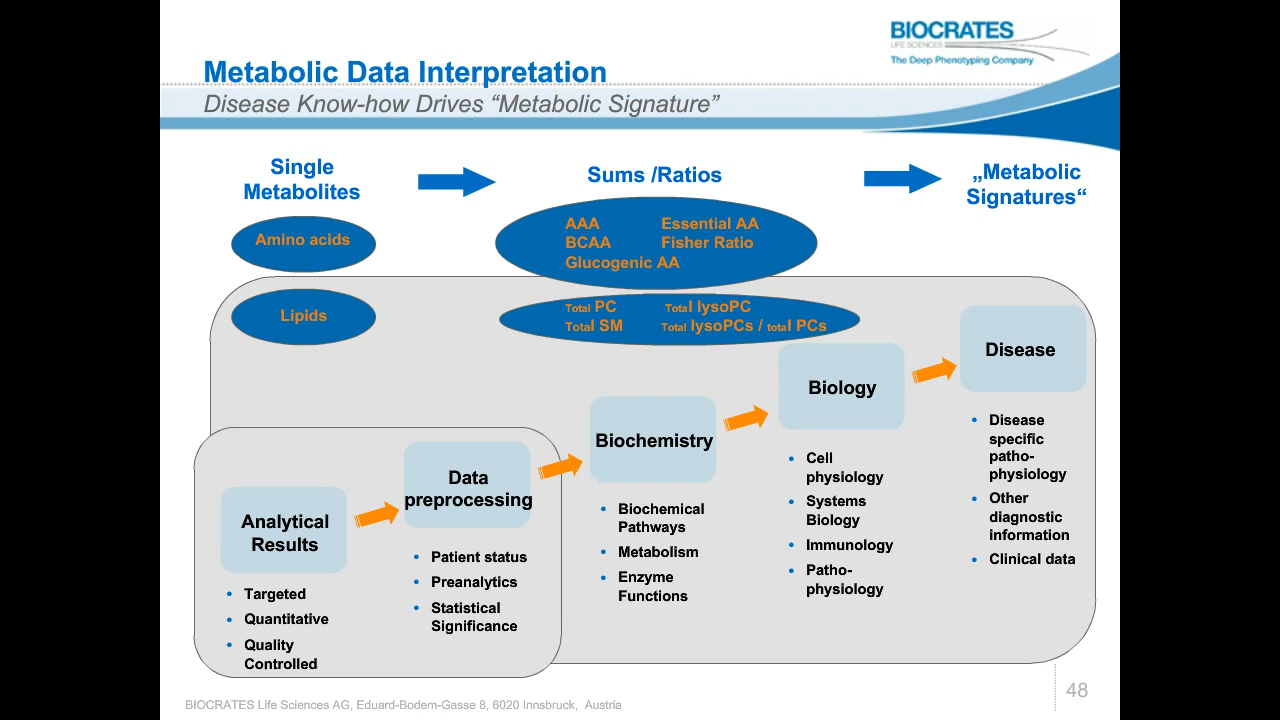 BIOCRATES
LIFE SCIENCES
The Deep Phenotyping Company
Metabolic Data Interpretation
Disease Know-how Drives “Metabolic Signature”
Single
Metabolites
Sums /Ratios
„Metabolic
Signatures“
Amino acids
AAA Essential AA
BCAA Fisher Ratio
Glucogenic AA
Lipids
Total PC Total lysoPC
Total SM Total lysoPCs / total PCs
Analytical
Results
• Targeted
• Quantitative
• Quality
Controlled
Data
preprocessing
• Patient status
• Preanalytics
• Statistical
Significance
Biochemistry
• Biochemical
Pathways
• Metabolism
• Enzyme
Functions
Biology
• Cell
physiology
• Systems
Biology
• Immunology
• Patho-
physiology
Disease
• Disease
specific
patho-
physiology
• Other
diagnostic
information
• Clinical data
BIOCRATES Life Sciences AG, Eduard-Bodem-Gasse 8, 6020 Innsbruck, Austria
48